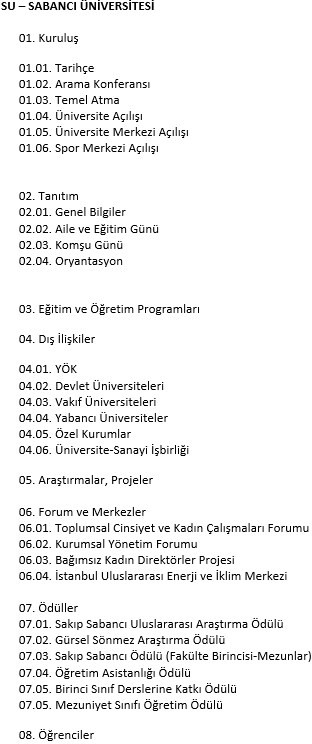 SU – SABANCI ÜNİVERSİTESİ
01. Kuruluş
01.01. Tarihçe
01.02. Arama Konferansı
01.03. Temel Atma
01.04. Üniversite Açılışı
01.05. Üniversite Merkezi Açılışı
01.06. Spor Merkezi Açılışı
02. Tanıtım
02.01. Genel Bilgiler
02.02. Aile ve Eğitim Günü
02.03. Komşu Günü
02.04. Oryantasyon
03. Eğitim ve Öğretim Programları
04. Dış İlişkiler
04.01. YÖK
04.02. Devlet Üniversiteleri
04.03. Vakıf Üniversiteleri
04.04. Yabancı Üniversiteler
04.05. Özel Kurumlar
04.06. Üniversite-Sanayi İşbirliği
05. Araştırmalar, Projeler
06. Forum ve Merkezler
06.01. Toplumsal Cinsiyet ve Kadın Çalışmaları Forumu
06.02. Kurumsal Yönetim Forumu
06.03. Bağımsız Kadın Direktörler Projesi
06.04. İstanbul Uluslararası Enerji ve İklim Merkezi
07. Ödüller
07.01. Sakıp Sabancı Uluslararası Araştırma Ödülü
07.02. Gürsel Sönmez Araştırma Ödülü
07.03. Sakıp Sabancı Ödülü (Fakülte Birincisi-Mezunlar)
07.04. Öğretim Asistanlığı Ödülü
07.05. Birinci Sınıf Derslerine Katkı Ödülü
07.05. Mezuniyet Sınıfı Öğretim Ödülü
08. Öğrenciler